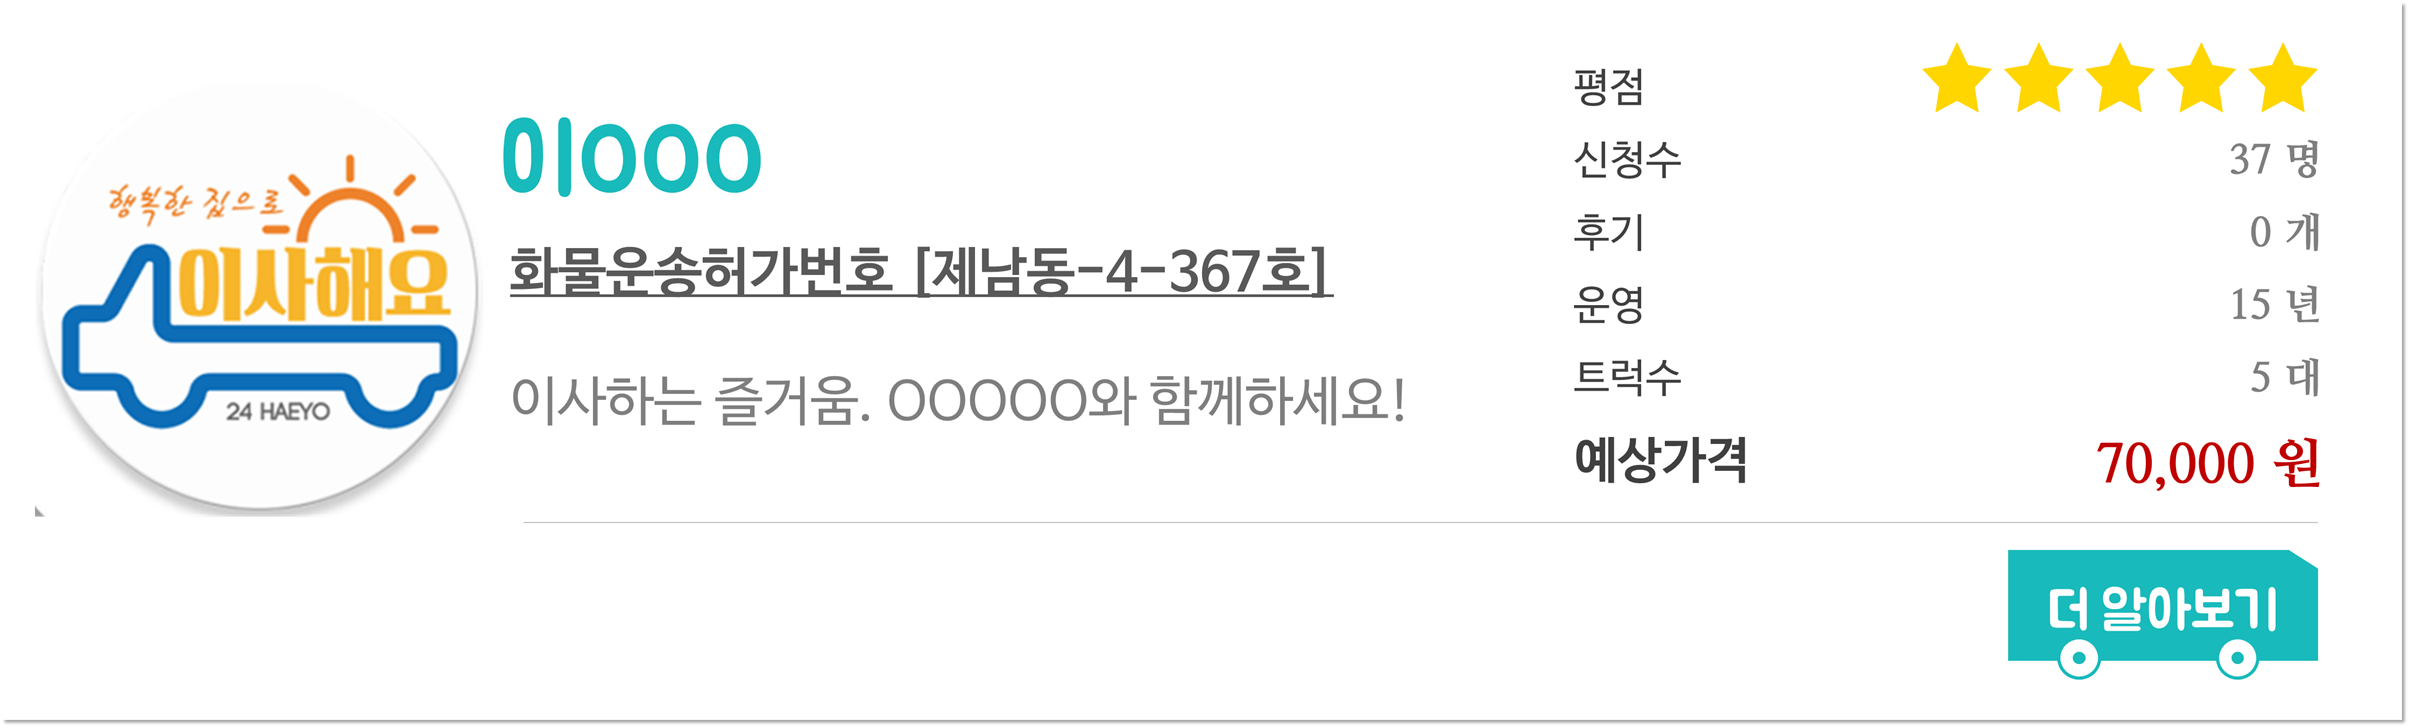 행복한 집으로
이사해요
24 HAEYO
이OOO
화물운송허가번호 [제남동-4-367호]
이사하는 즐거움. OOOOO와 함께하세요!
평점
신청수 37 명
후기 0 개
운영 15 년
트럭수 5 대
예상가격 70,000 원
더 알아보기